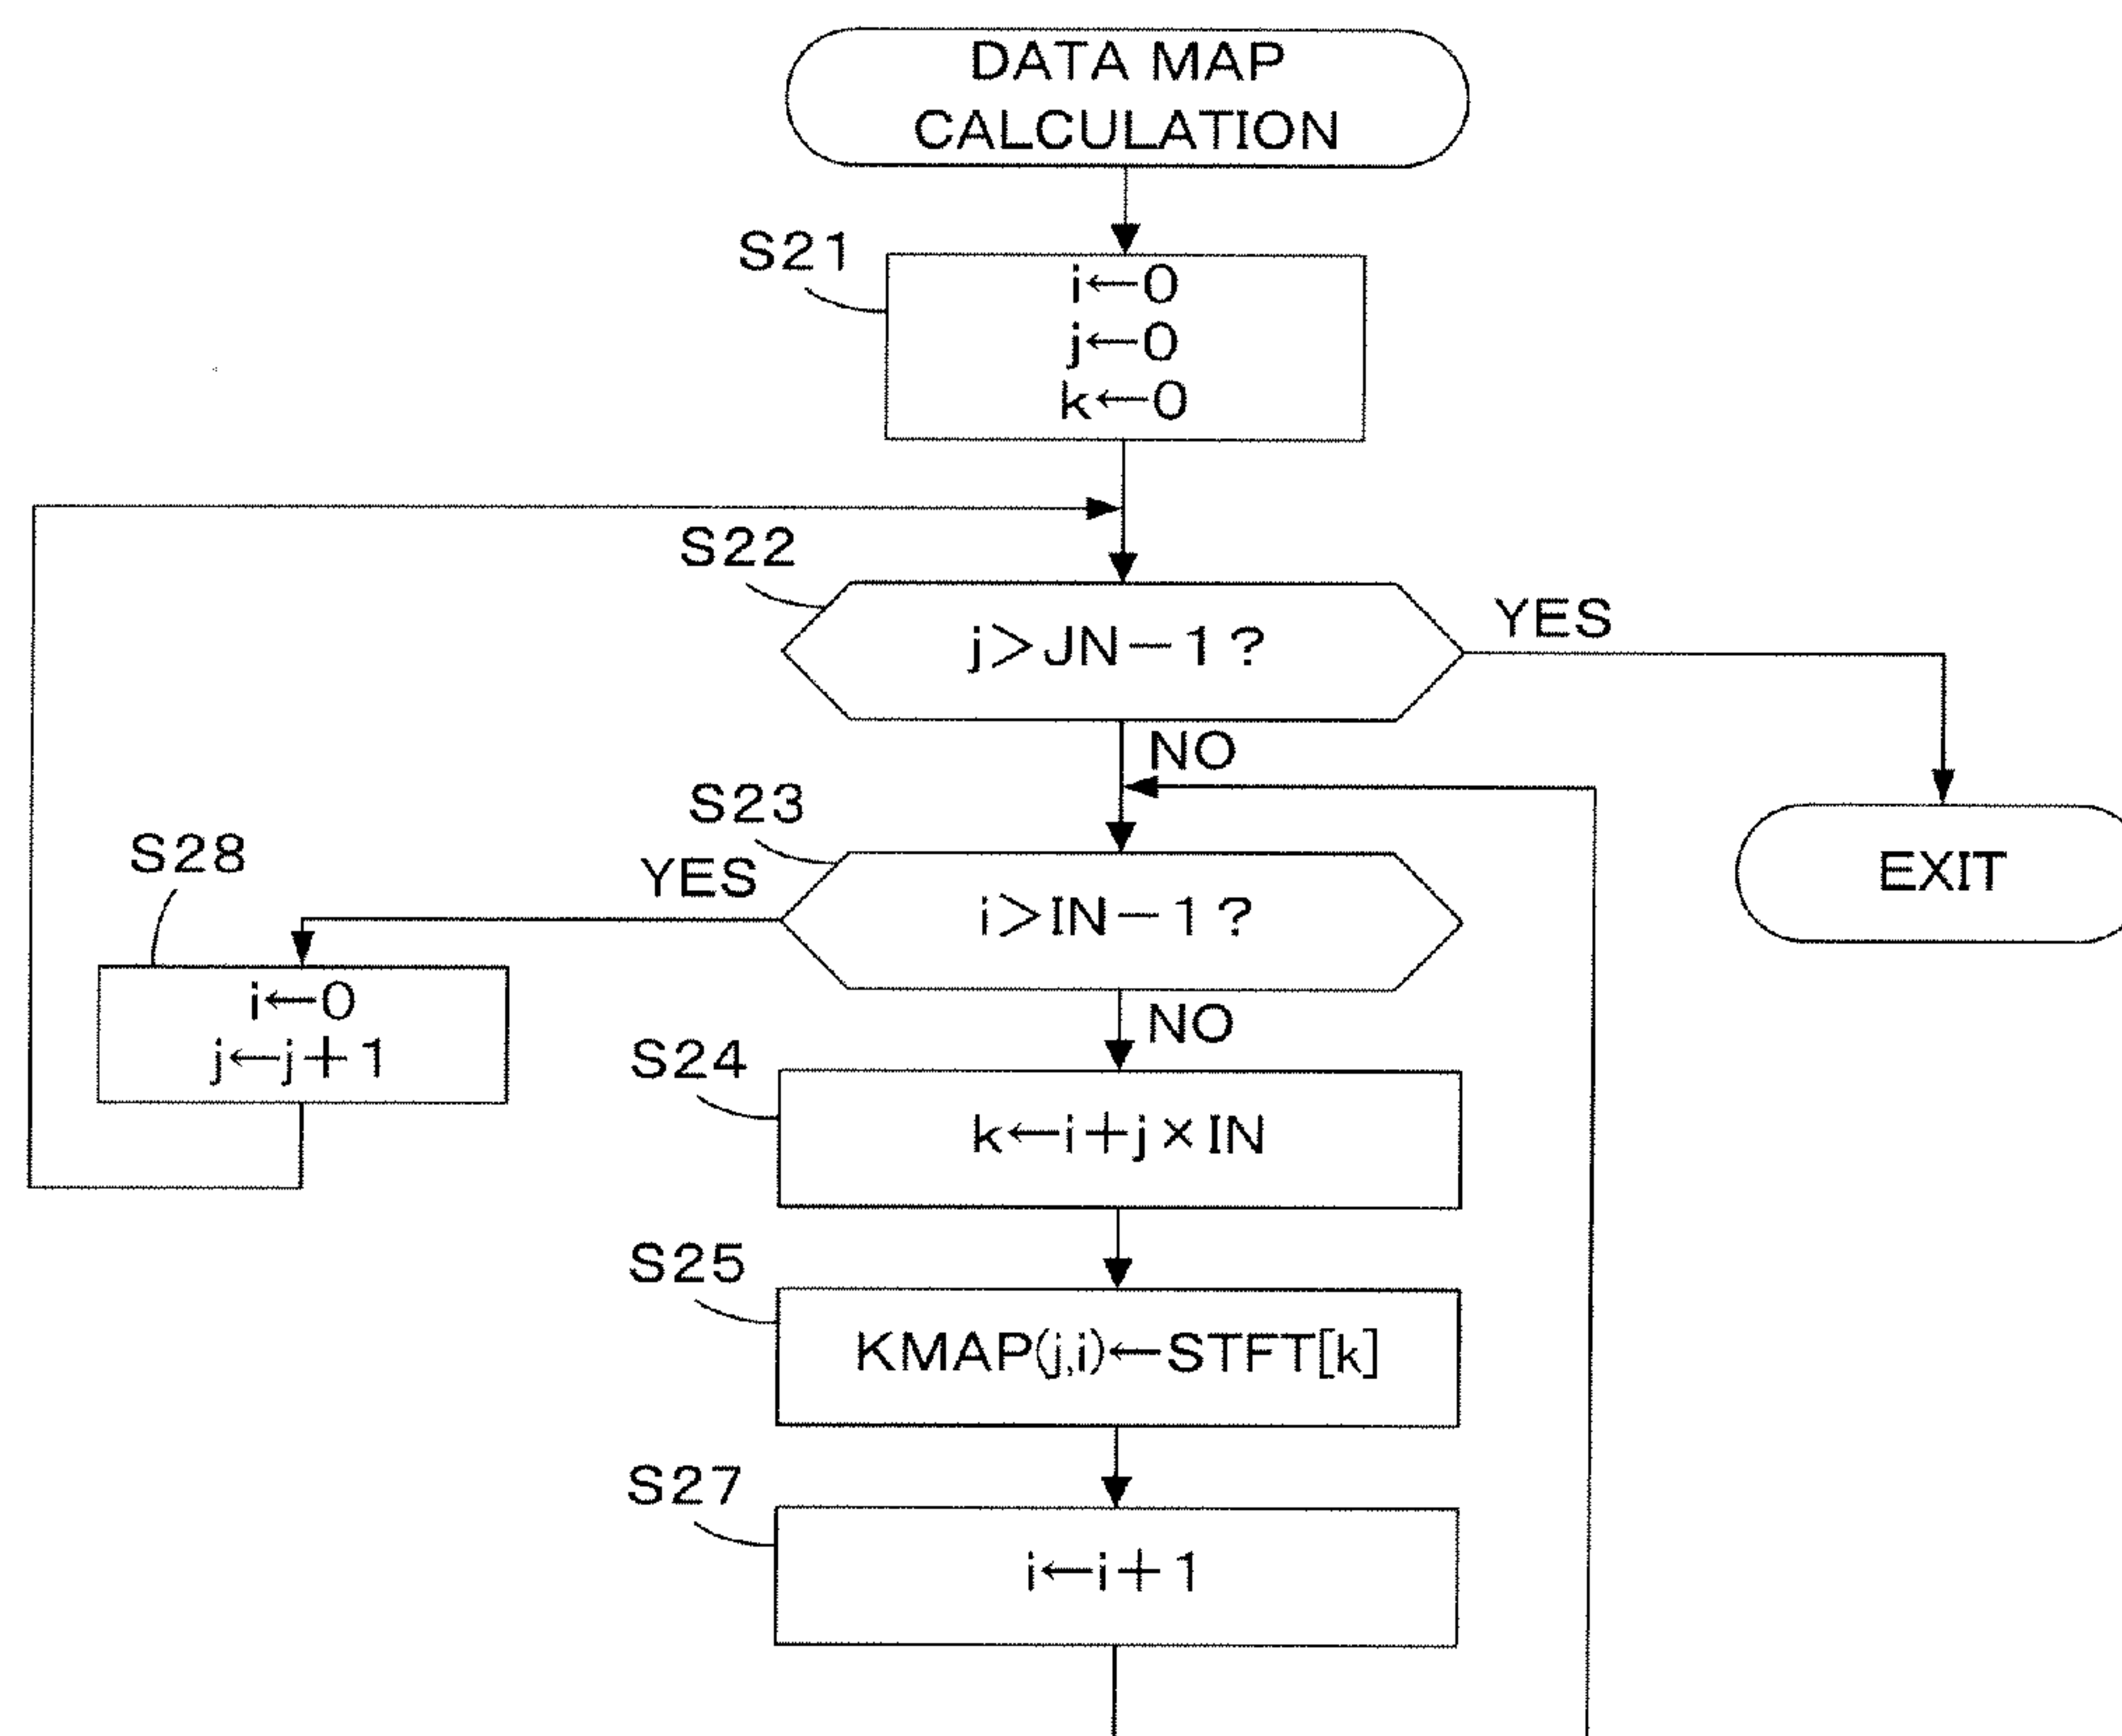 DATA MAP
CALCULATION
S21
i←0
j←0
k←0
S22
j>JN−1?
YES
NO
S23
S28
YES
i>IN−1?
EXIT
i←0
j←j+1
NO
S24
k←i+j×IN
S25
KMAP(j,i)←STFT[k]
S27
i←i+1